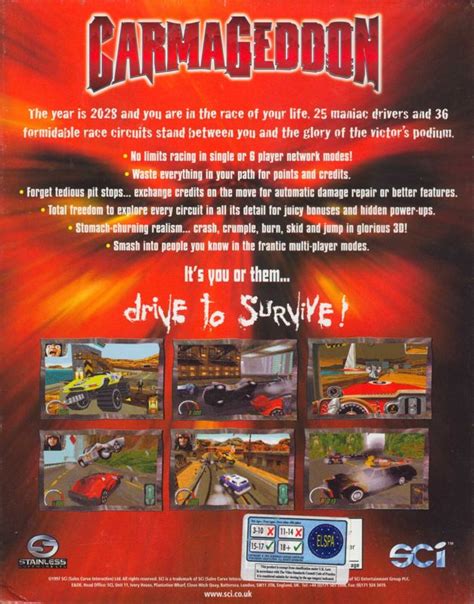 CARMAGEDDON
The year is 2028 and you are in the race of your life. 25 maniac drivers and 36
formidable race circuits stand between you and the glory of the victor's podium.
• No limits racing in single or 6 player network modes!
• Waste everything in your path for points and credits.
• Forget tedious pit stops... exchange credits on the move for automatic damage repair or better features.
• Total freedom to explore every circuit in all its detail for juicy bonuses and hidden power-ups.
• Stomach-churning realism... crash, crumple, burn, skid and jump in glorious 3D!
• Smash into people you know in the frantic multi-player modes.
It's you or them...
drive to survive!
3-10
11-14
15-17
18+
ELSPA
STAINLESS
SCi
www.sci.co.uk